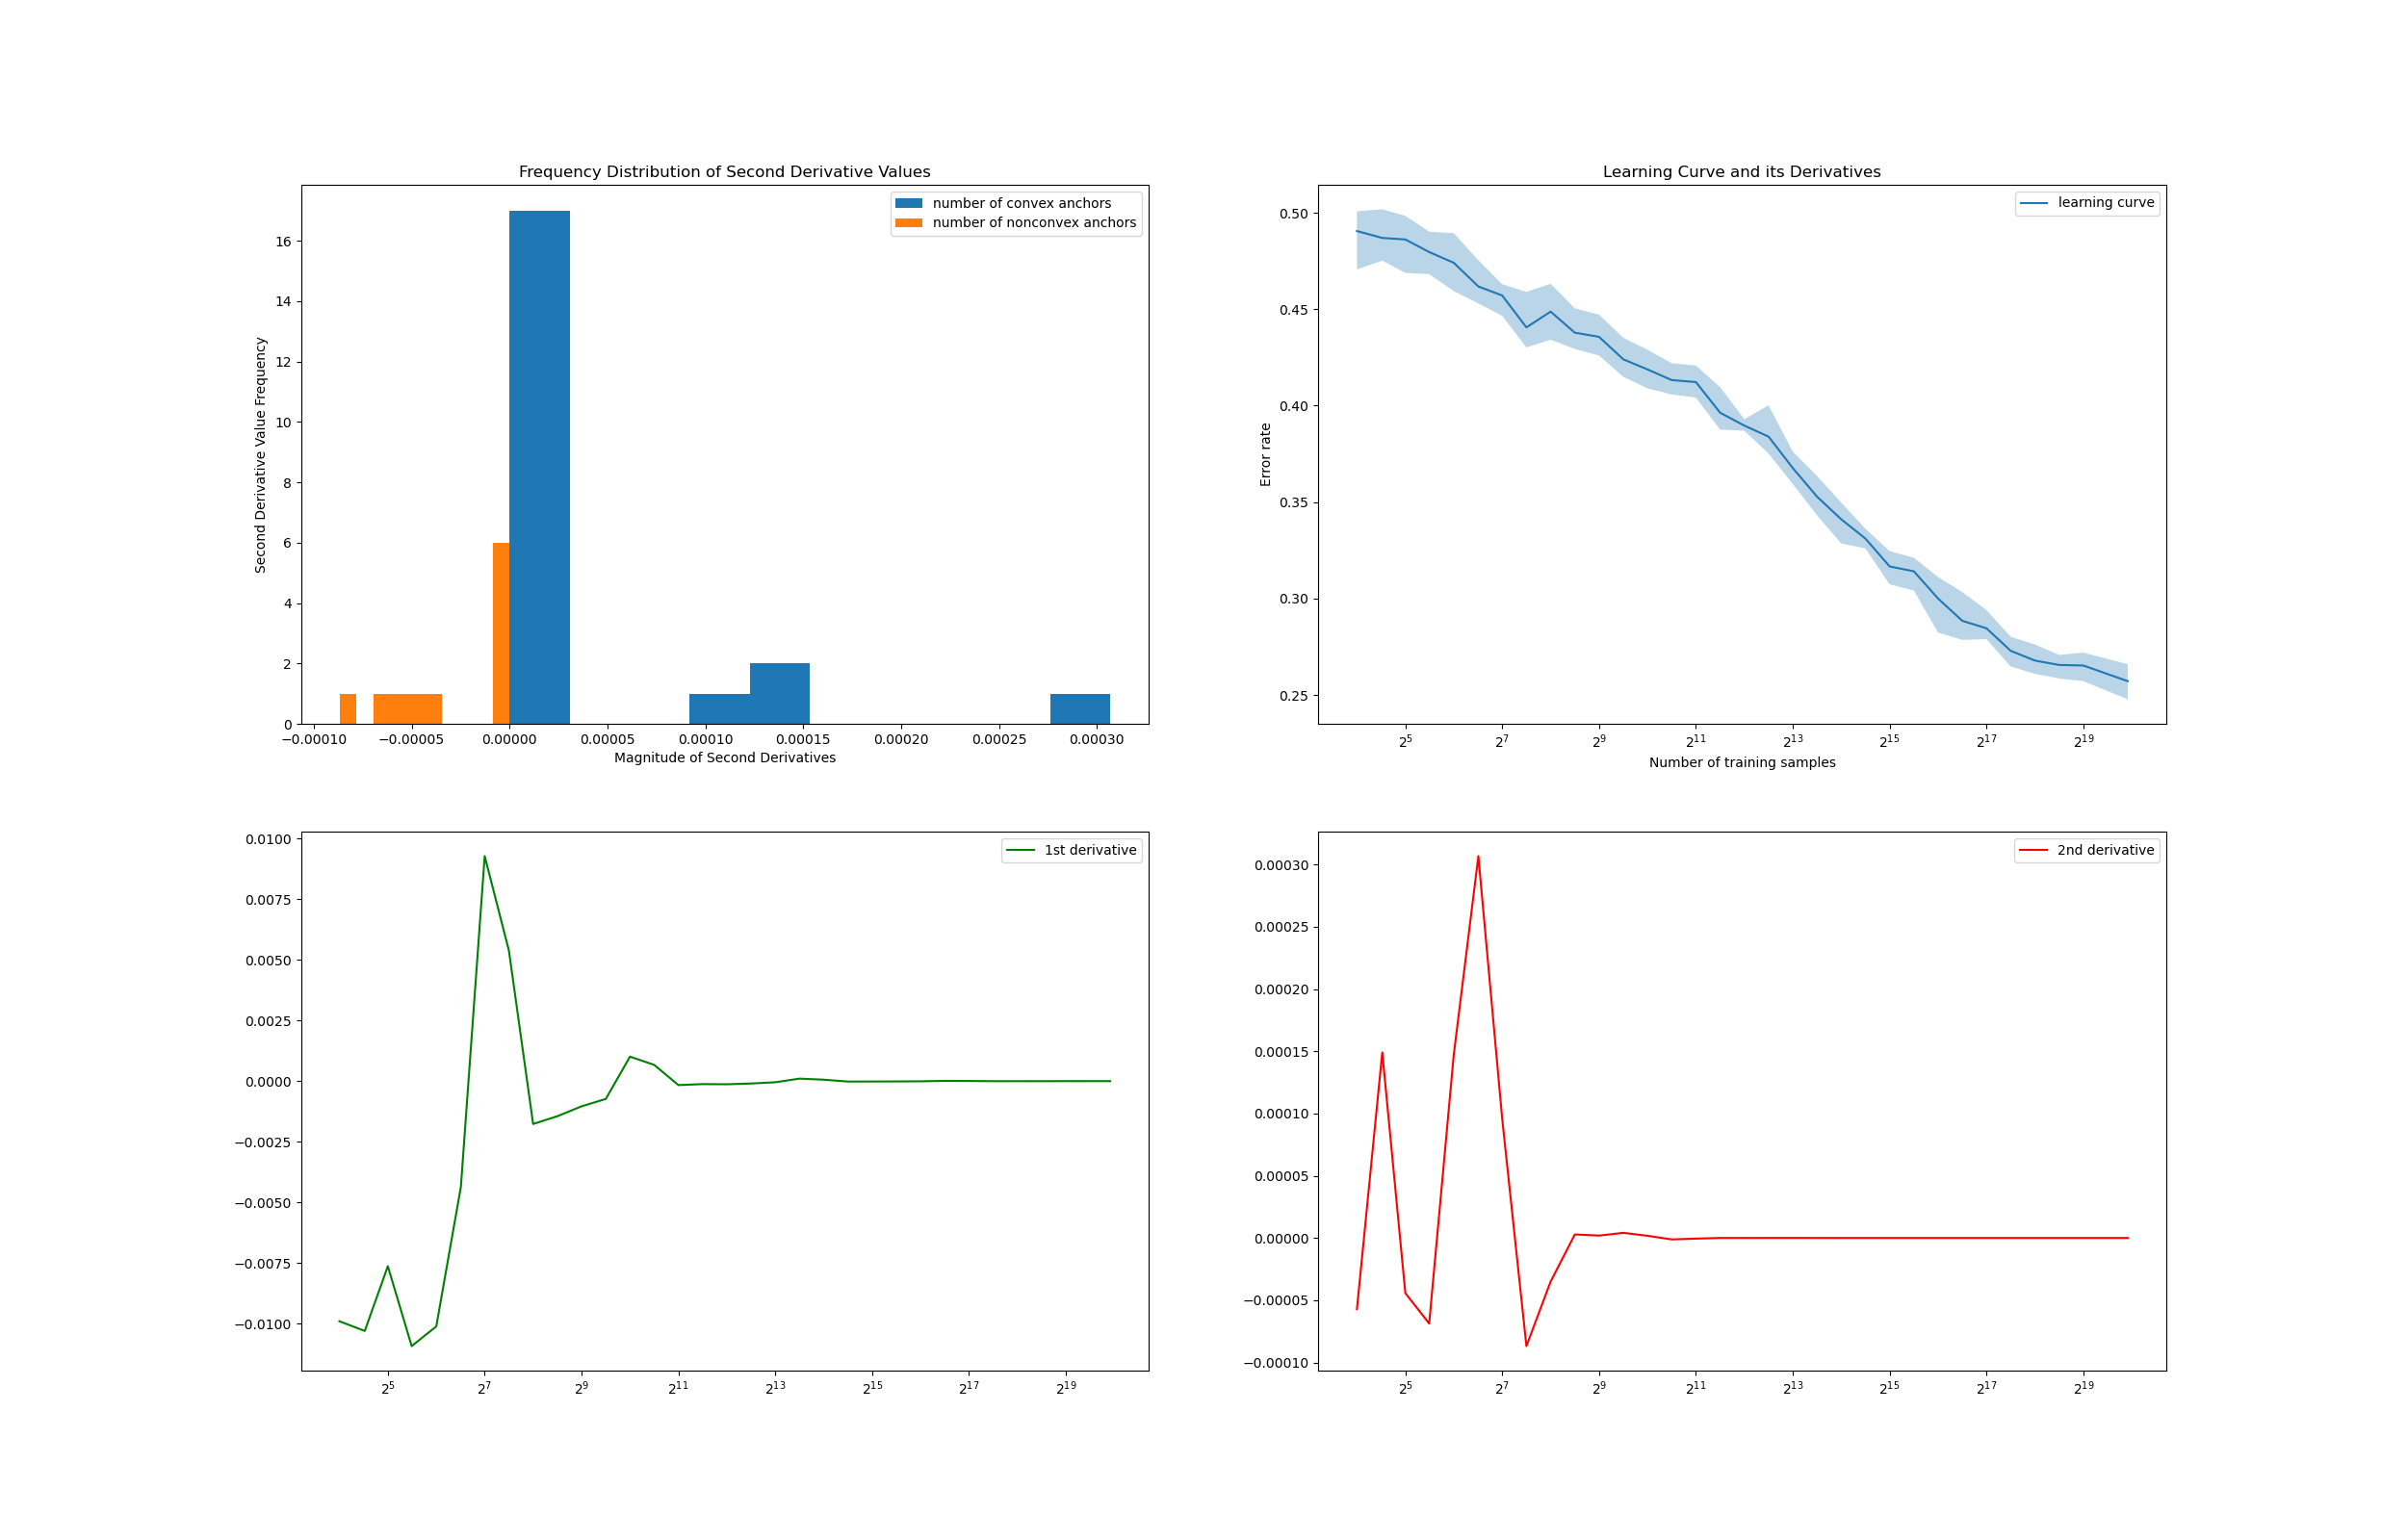 Frequency Distribution of Second Derivative Values
number of convex anchors
number of nonconvex anchors
Second Derivative Value Frequency
16
14
12
10
8
6
4
2
0
−0.00010 −0.00005 0.00000 0.00005 0.00010 0.00015 0.00020 0.00025 0.00030
Magnitude of Second Derivatives
Learning Curve and its Derivatives
learning curve
Error rate
0.50
0.45
0.40
0.35
0.30
0.25
2^5 2^7 2^9 2^11 2^13 2^15 2^17 2^19
Number of training samples
1st derivative
0.0100
0.0075
0.0050
0.0025
0.0000
−0.0025
−0.0050
−0.0075
−0.0100
2^5 2^7 2^9 2^11 2^13 2^15 2^17 2^19
2nd derivative
0.00030
0.00025
0.00020
0.00015
0.00010
0.00005
0.00000
−0.00005
−0.00010
2^5 2^7 2^9 2^11 2^13 2^15 2^17 2^19